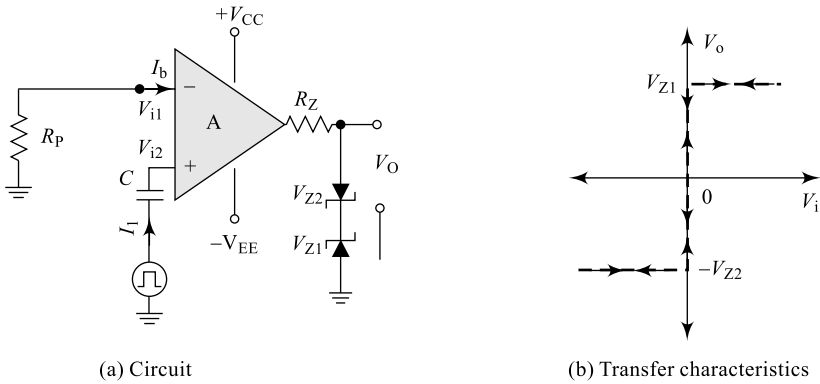 +V_CC
I_b
−
V_i1
R_P
A
R_Z
V_i2
+
C
V_O
V_Z2
I_1
–V_EE
V_Z1
(a) Circuit
V_o
V_Z1
0
V_i
−V_Z2
(b) Transfer characteristics